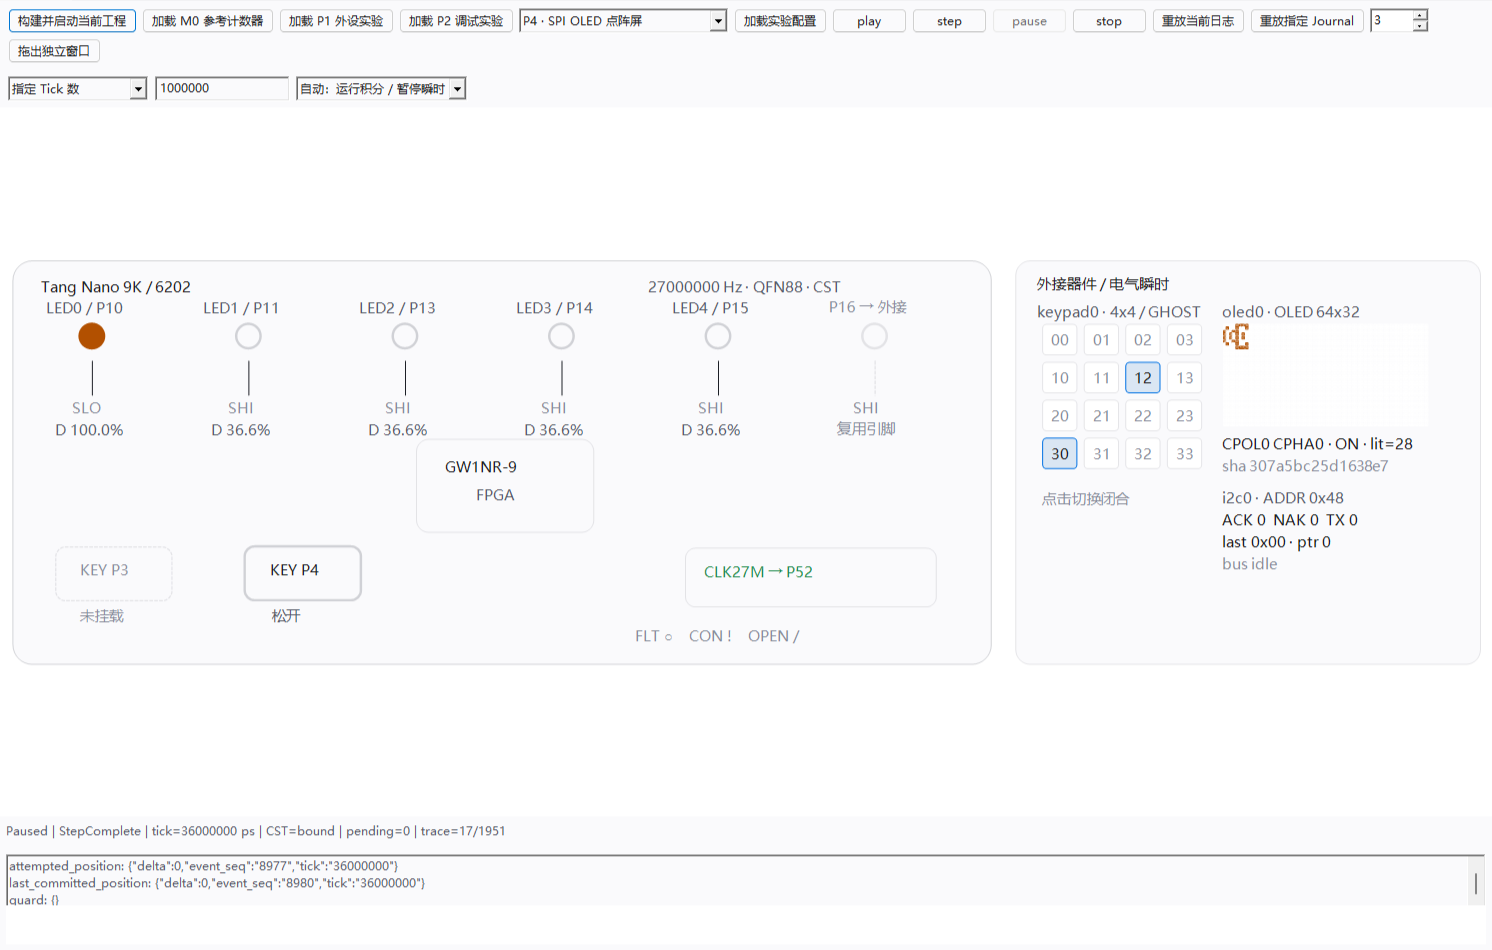 构建并启动当前工程 加载 M0 参考计数器 加载 P1 外设实验 加载 P2 调试实验 P4 · SPI OLED 点阵屏 加载实验配置 play step pause stop 重放当前日志 重放指定 Journal 3
拖出独立窗口
指定 Tick 数 1000000 自动：运行积分 / 暂停瞬时
Tang Nano 9K / 6202 27000000 Hz · QFN88 · CST
LED0 / P10 LED1 / P11 LED2 / P13 LED3 / P14 LED4 / P15 P16 → 外接
SLO SHI SHI SHI SHI SHI
D 100.0% D 36.6% D 36.6% D 36.6% D 36.6% 复用引脚
GW1NR-9
FPGA
KEY P3 KEY P4 CLK27M → P52
未挂载 松开
FLT ○ CON ! OPEN /
外接器件 / 电气瞬时
keypad0 · 4x4 / GHOST
00 01 02 03
10 11 12 13
20 21 22 23
30 31 32 33
点击切换闭合
oled0 · OLED 64x32
CPOL0 CPHA0 · ON · lit=28
sha 307a5bc25d1638e7
i2c0 · ADDR 0x48
ACK 0 NAK 0 TX 0
last 0x00 · ptr 0
bus idle
Paused | StepComplete | tick=36000000 ps | CST=bound | pending=0 | trace=17/1951
attempted_position: {"delta":0,"event_seq":"8977","tick":"36000000"}
last_committed_position: {"delta":0,"event_seq":"8980","tick":"36000000"}
guard: {}